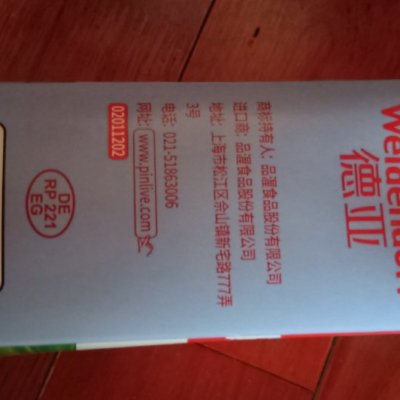 Weidendorf
德亚
商标持有人：品渥食品股份有限公司
进口商：品渥食品股份有限公司
地址：上海市松江区佘山镇新宅路777弄
3号
电话：021-51863006
网址：www.pinlive.com
02011202
DE
RP 221
EG